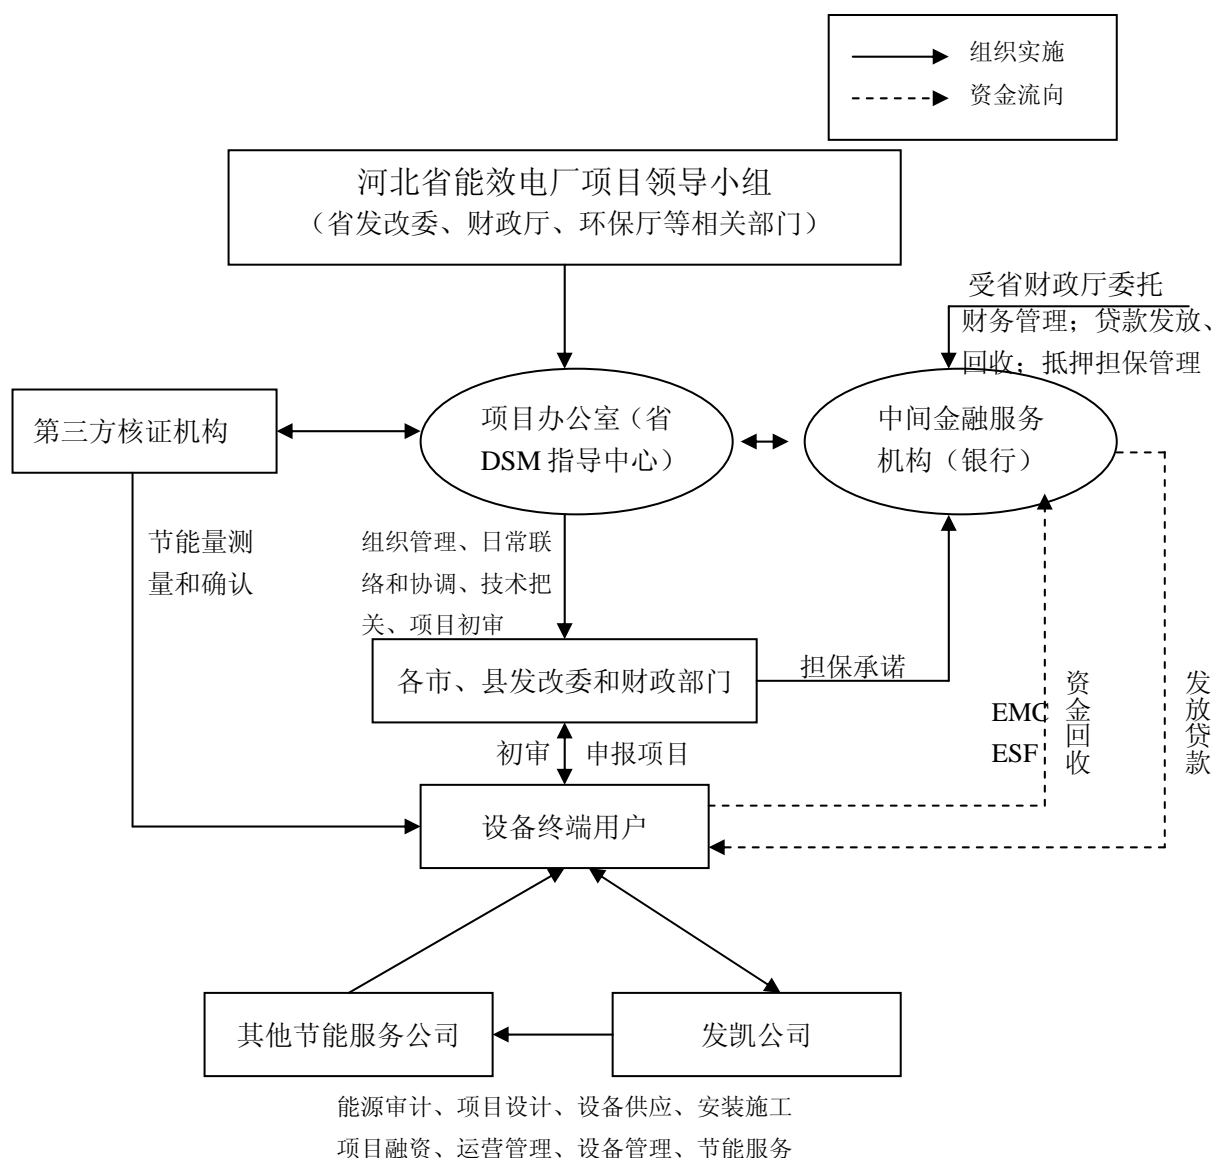 组织实施
资金流向
河北省能效电厂项目领导小组
（省发改委、财政厅、环保厅等相关部门）
受省财政厅委托
财务管理；贷款发放、
回收；抵押担保管理
第三方核证机构
项目办公室（省
DSM 指导中心）
中间金融服务
机构（银行）
节能量测
量和确认
组织管理、日常联
络和协调、技术把
关、项目初审
各市、县发改委和财政部门
担保承诺
EMC
ESF
资金回收
发放贷款
初审
申报项目
设备终端用户
其他节能服务公司
发凯公司
能源审计、项目设计、设备供应、安装施工
项目融资、运营管理、设备管理、节能服务